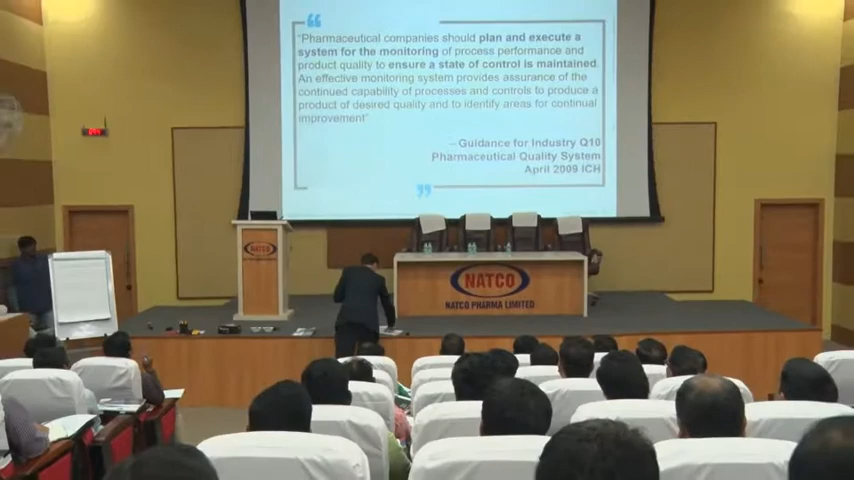 “Pharmaceutical companies should plan and execute a
system for the monitoring of process performance and
product quality to ensure a state of control is maintained.
An effective monitoring system provides assurance of the
continued capability of processes and controls to produce a
product of desired quality and to identify areas for continual
improvement”
– Guidance for Industry Q10
Pharmaceutical Quality System
April 2009 ICH
NATCO
NATCO
NATCO PHARMA LIMITED